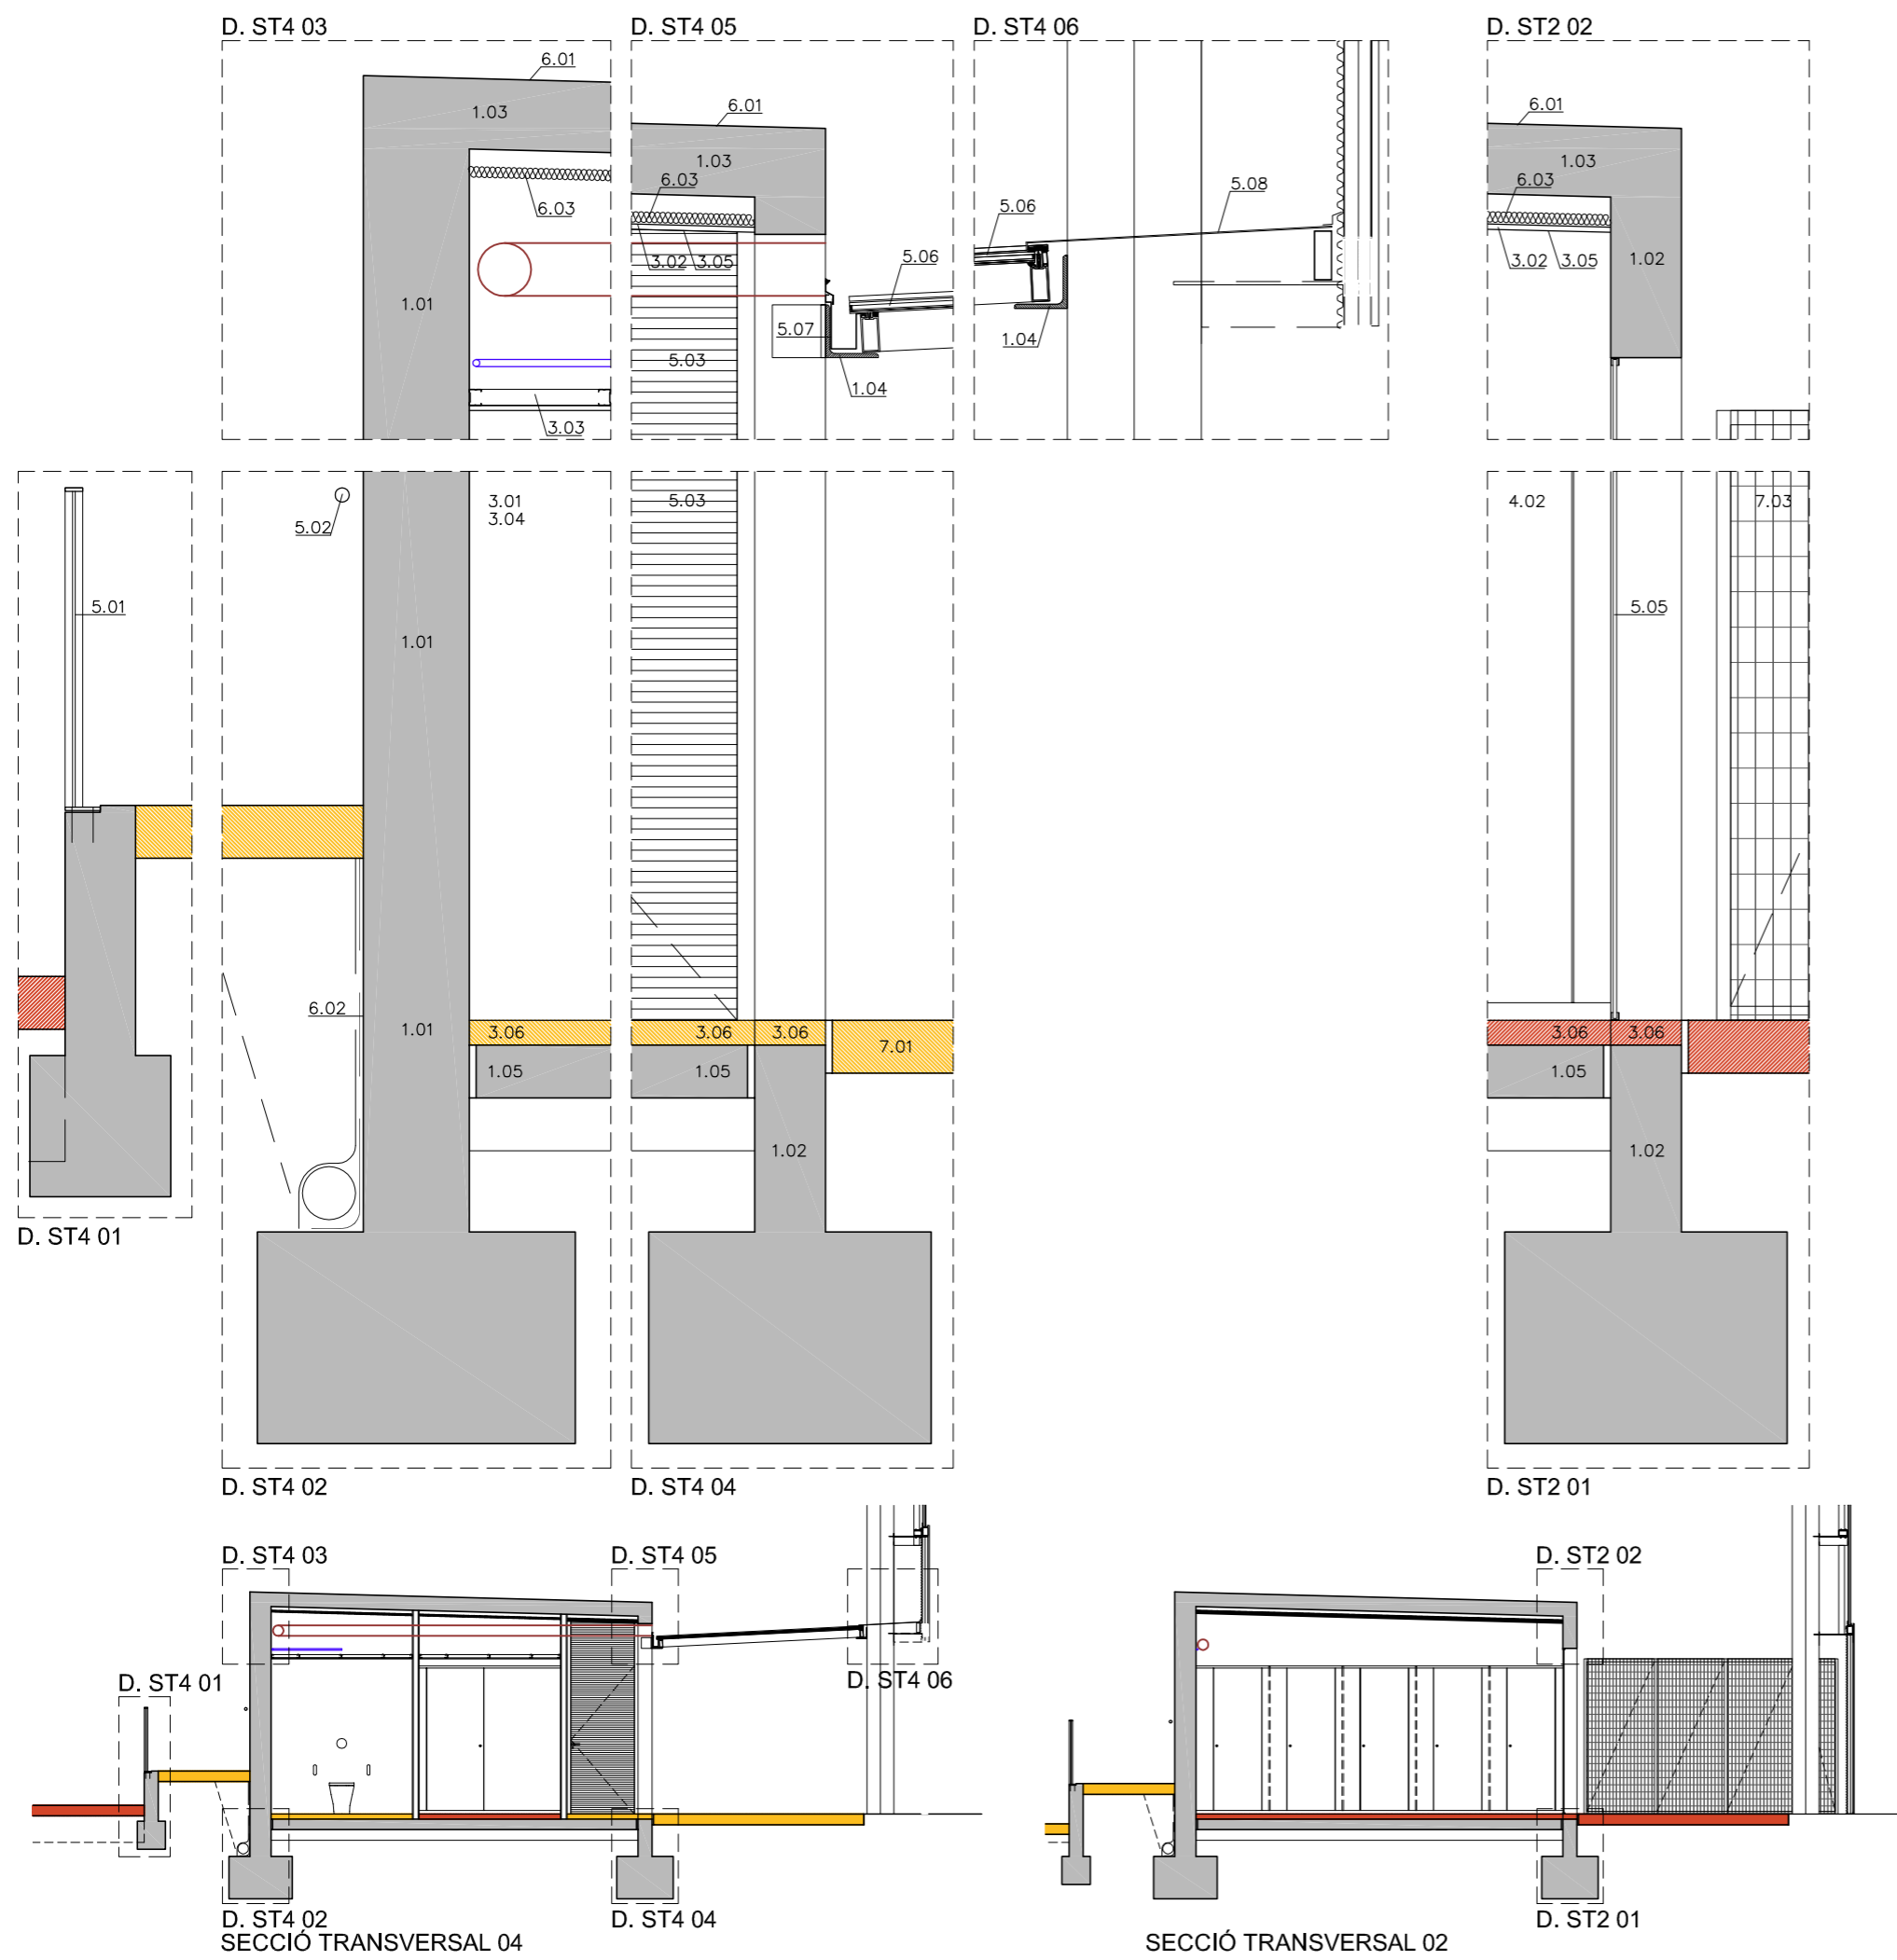 D. ST4 03
D. ST4 05
D. ST4 06
D. ST2 02
6.01
1.03
6.03
1.01
3.03
6.01
1.03
6.03
3.02
3.05
5.03
5.07
5.06
1.04
5.06
5.08
1.04
6.01
1.03
6.03
3.02
3.05
1.02
5.01
D. ST4 01
5.02
3.01
3.04
1.01
6.02
1.01
3.06
1.05
D. ST4 02
5.03
3.06
3.06
7.01
1.05
1.02
D. ST4 04
4.02
7.03
5.05
3.06
3.06
1.05
1.02
D. ST2 01
D. ST4 03
D. ST4 05
D. ST4 01
D. ST4 06
D. ST4 02
D. ST4 04
SECCIÓ TRANSVERSAL 04
D. ST2 02
D. ST2 01
SECCIÓ TRANSVERSAL 02